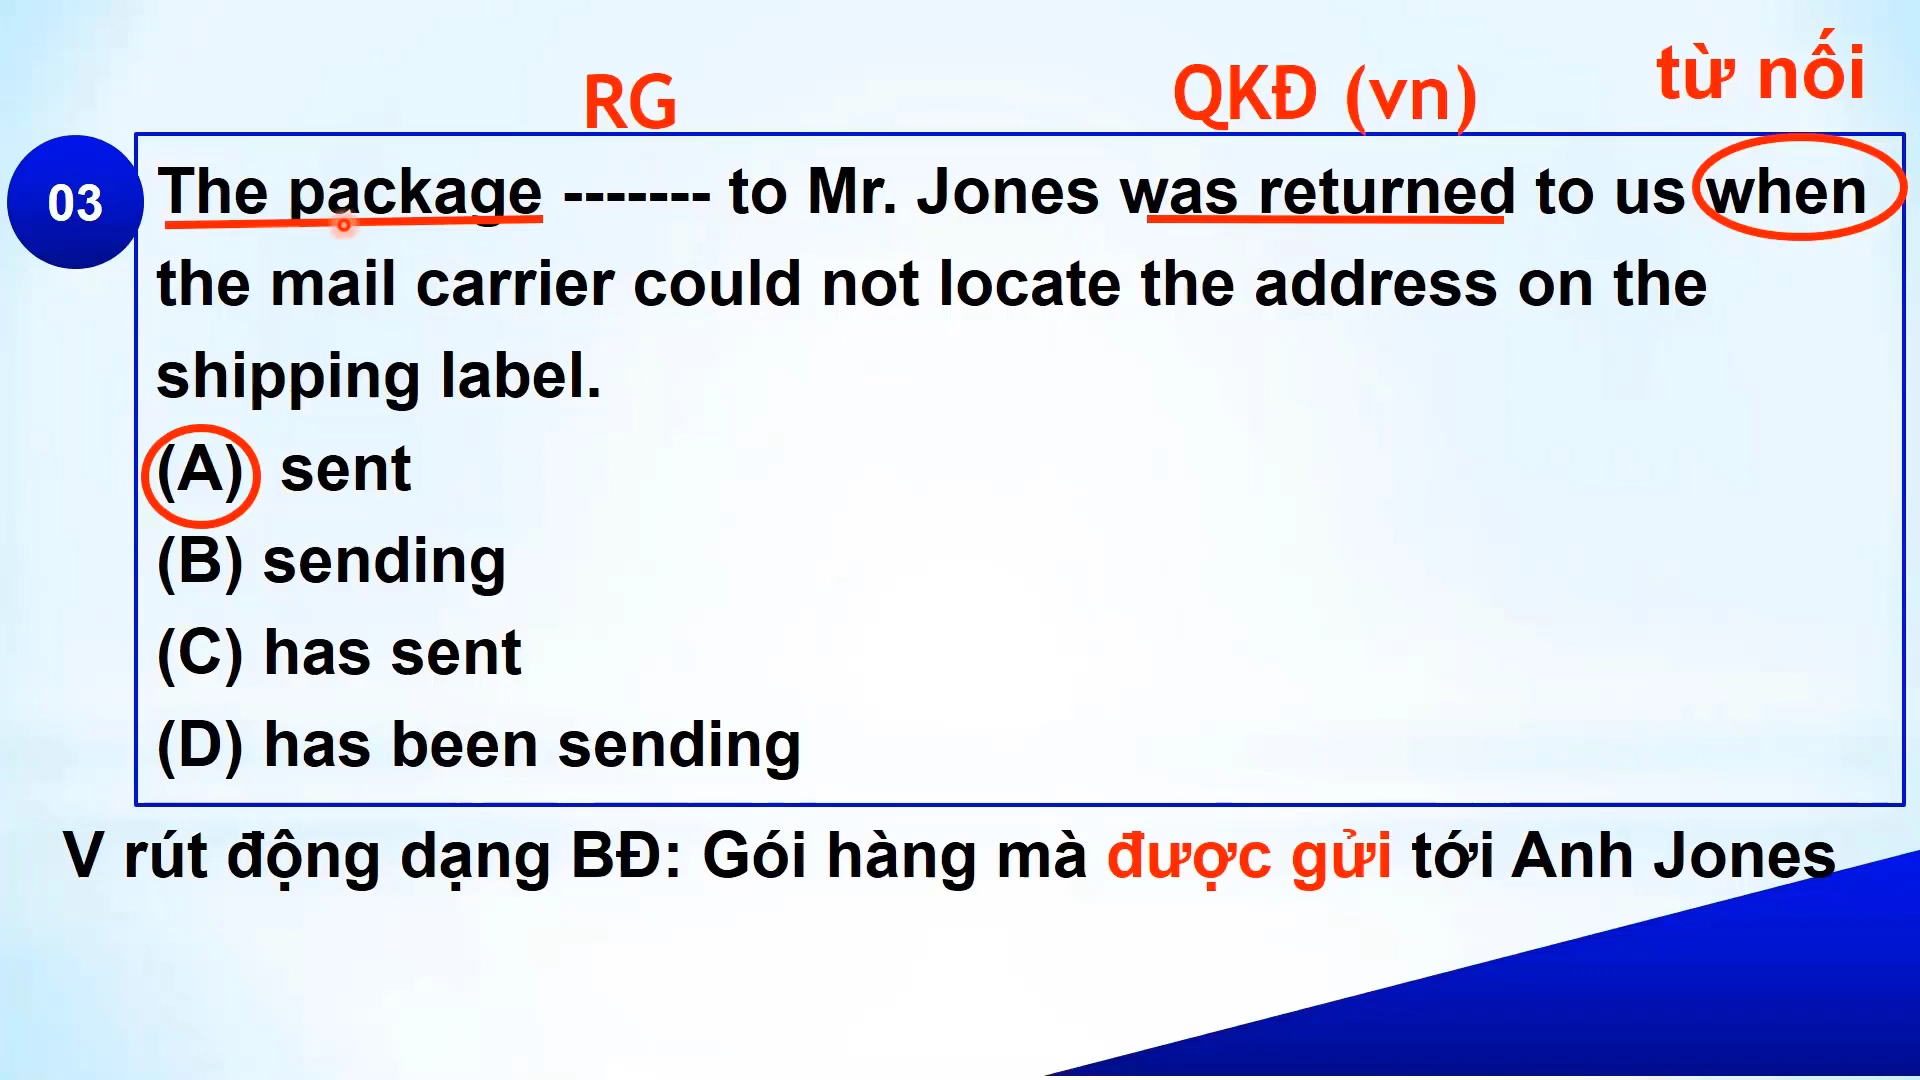 RG QKĐ (vn) từ nối
03
The package ------- to Mr. Jones was returned to us when
the mail carrier could not locate the address on the
shipping label.
(A) sent
(B) sending
(C) has sent
(D) has been sending
V rút động dạng BĐ: Gói hàng mà được gửi tới Anh Jones